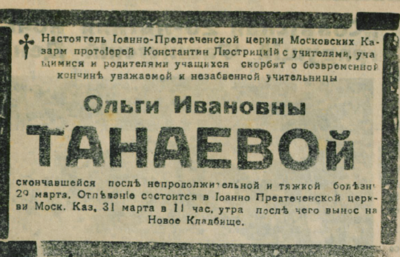 Настоятель Іоанно-Предтеченской церкви Московских Ка-
зарм протоіерей Константин Люстрицкій с учителями, уча-
щимися и родителями учащихся скорбит о безвременной
кончинѣ уважаемой и незабвенной учительницы
Ольги Ивановны
ТАНАЕВОй
скончавшейся послѣ непродолжительной и тяжкой болѣзни
29 марта. Отпѣваніе состоится в Іоанно Предтеченской церк-
ви Моск. Каз, 31 марта в 11 час, утра послѣ чего вынос на
Новое Кладбище.